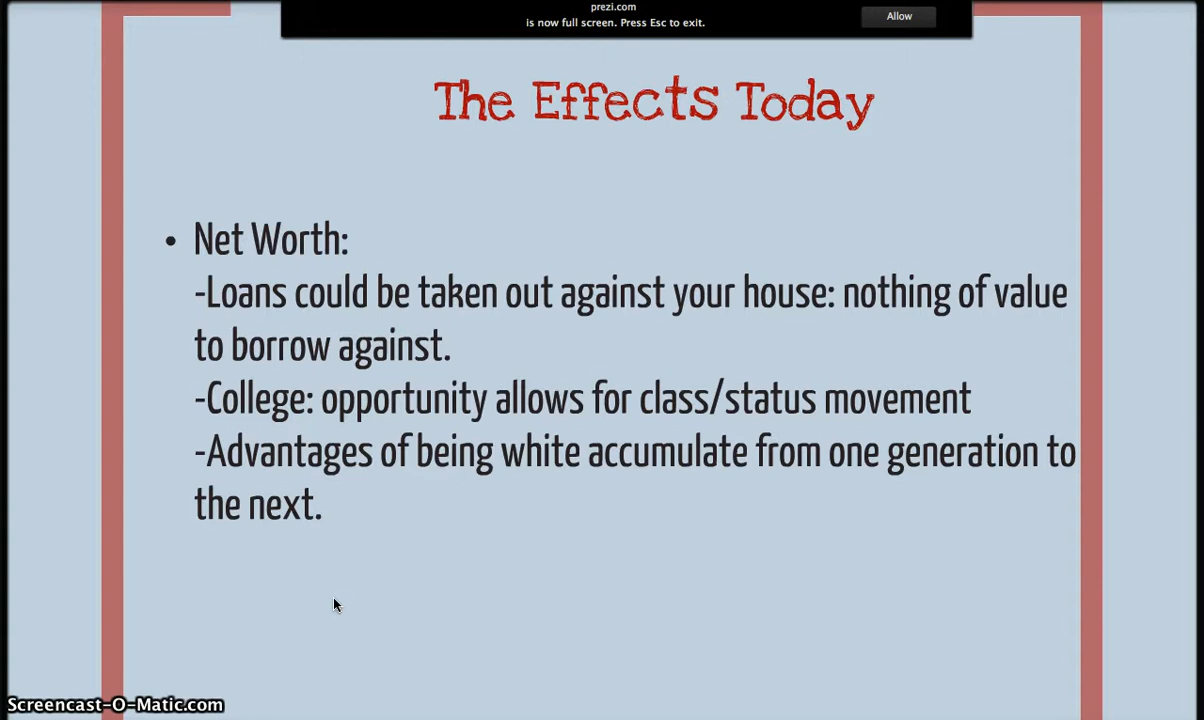 prezi.com
is now full screen. Press Esc to exit.
Allow
The Effects Today
• Net Worth:
-Loans could be taken out against your house: nothing of value
to borrow against.
-College: opportunity allows for class/status movement
-Advantages of being white accumulate from one generation to
the next.
Screencast-O-Matic.com